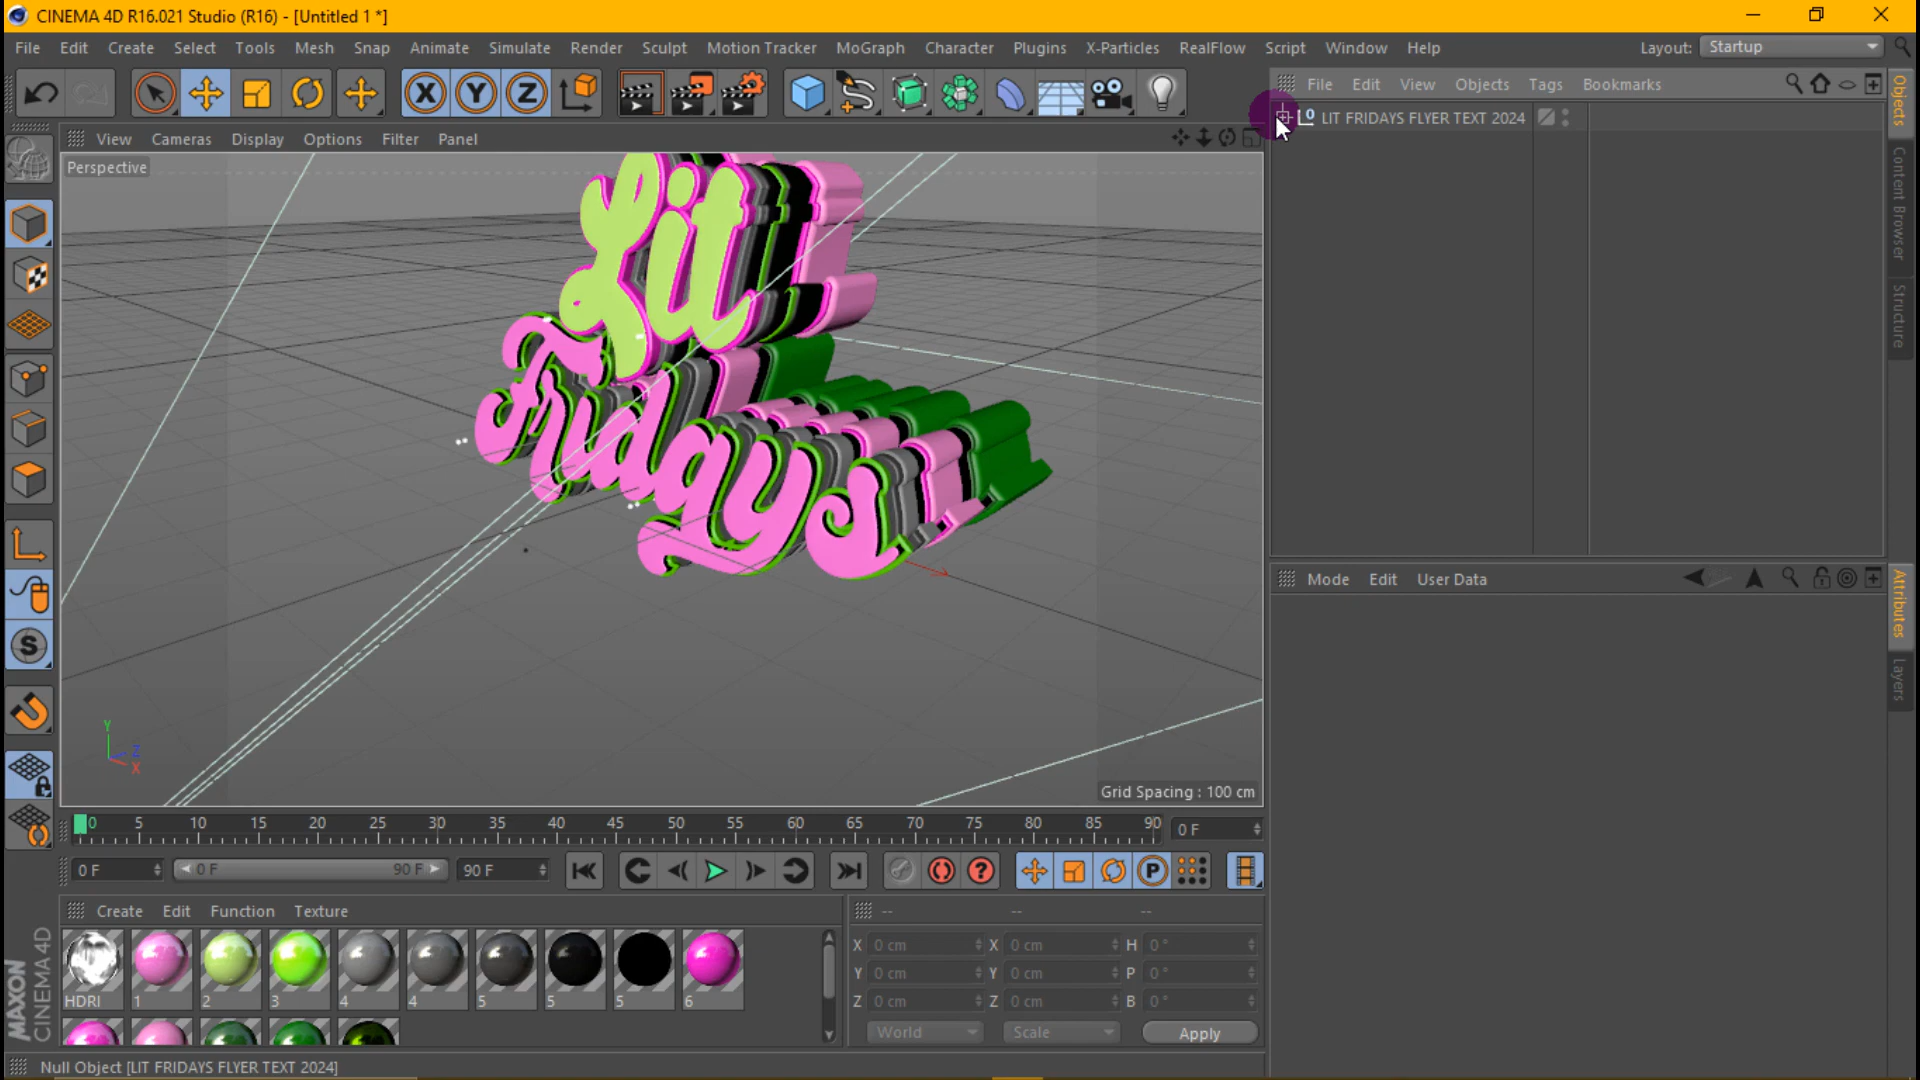 CINEMA 4D R16.021 Studio (R16) - [Untitled 1 *]
File Edit Create Select Tools Mesh Snap Animate Simulate Render Sculpt Motion Tracker MoGraph Character Plugins X-Particles RealFlow Script Window Help
Layout: Startup
X Y Z
File Edit View Objects Tags Bookmarks
LIT FRIDAYS FLYER TEXT 2024
Objects
Content Browser
Structure
View Cameras Display Options Filter Panel
Perspective
Lit
Fridays
Y
Z
X
Grid Spacing : 100 cm
Mode Edit User Data
Attributes
Layers
0 5 10 15 20 25 30 35 40 45 50 55 60 65 70 75 80 85 90 0 F
0 F 0 F 90 F 90 F
P
Create Edit Function Texture
-- -- --
HDRI 1 2 3 4 4 5 5 5 6
X 0 cm X 0 cm H 0 °
Y 0 cm Y 0 cm P 0 °
Z 0 cm Z 0 cm B 0 °
World Scale Apply
MAXON
CINEMA 4D
Null Object [LIT FRIDAYS FLYER TEXT 2024]